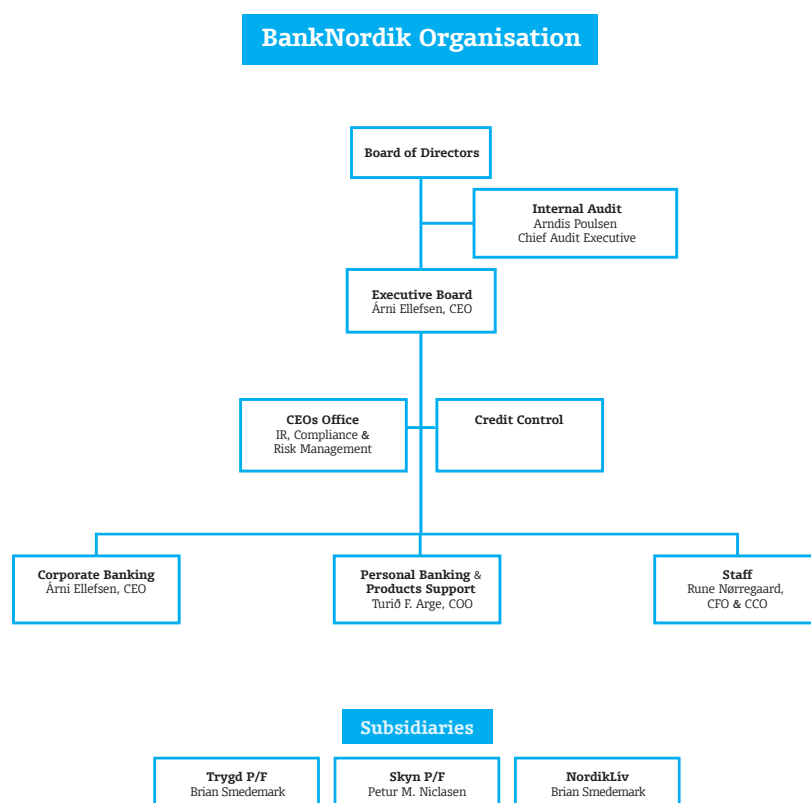 BankNordik Organisation
Board of Directors
Internal Audit
Arndis Poulsen
Chief Audit Executive
Executive Board
Árni Ellefsen, CEO
CEOs Office
IR, Compliance &
Risk Management
Credit Control
Corporate Banking
Árni Ellefsen, CEO
Personal Banking &
Products Support
Turið F. Arge, COO
Staff
Rune Nørregaard,
CFO & CCO
Subsidiaries
Trygd P/F
Brian Smedemark
Skyn P/F
Petur M. Niclasen
NordikLív
Brian Smedemark